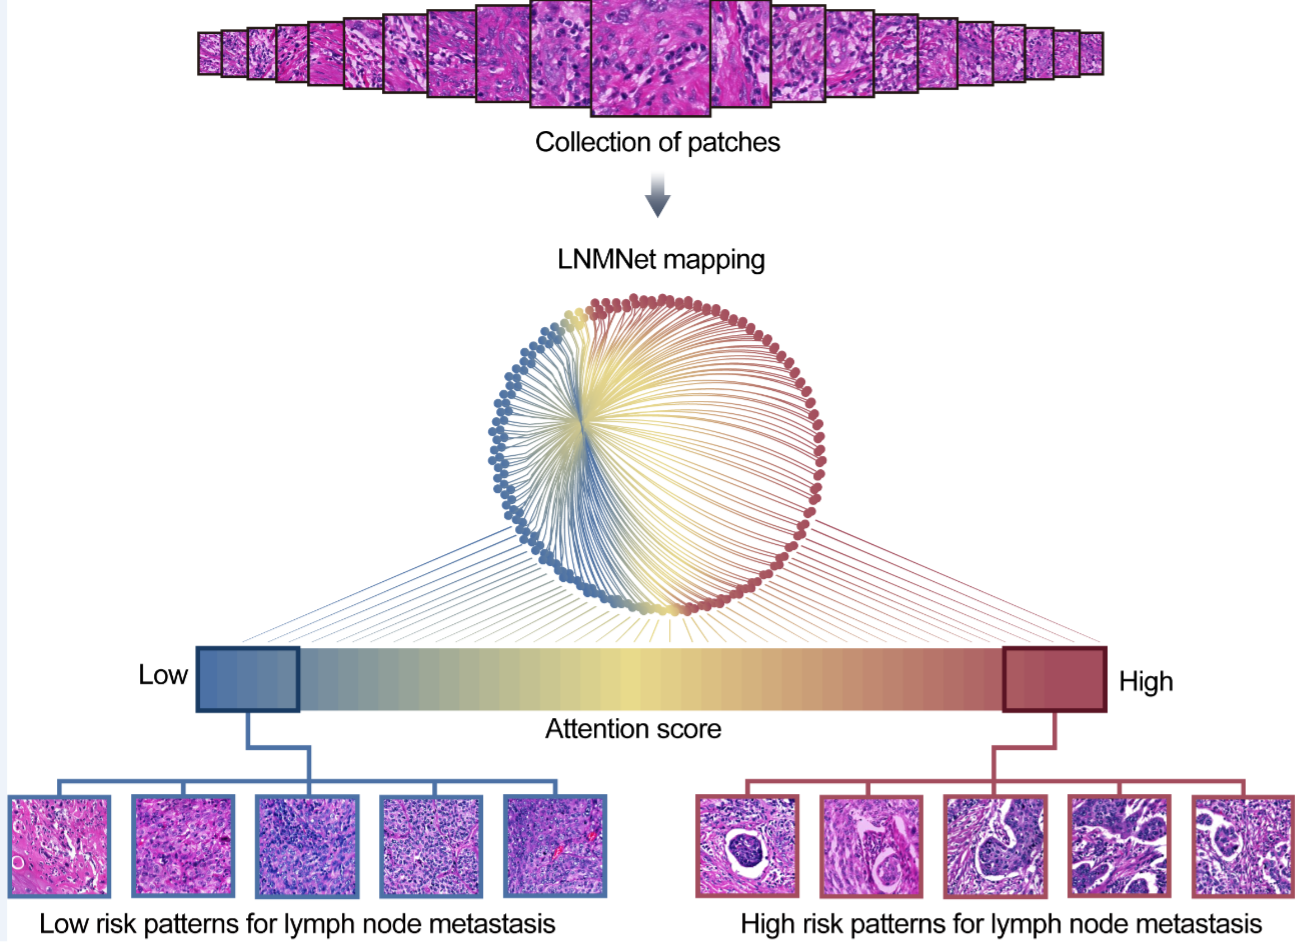 Collection of patches
LNMNet mapping
Low
High
Attention score
Low risk patterns for lymph node metastasis
High risk patterns for lymph node metastasis